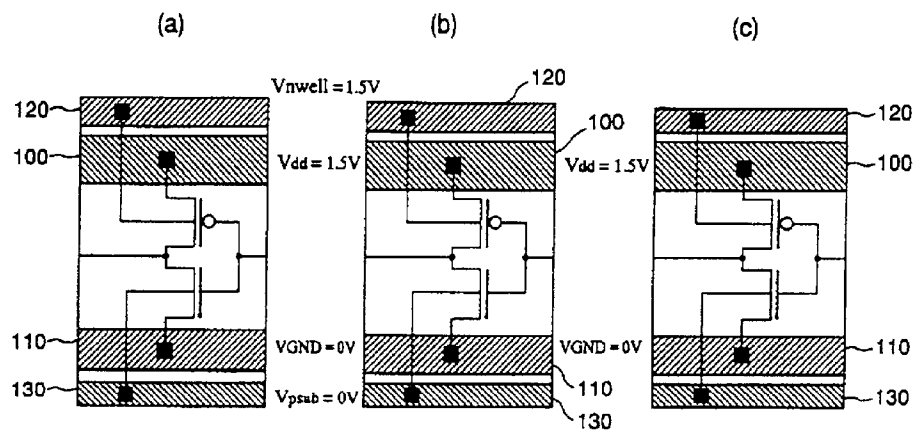 (a) (b) (c)
120 Vnwell = 1.5V 120 120
100 Vdd = 1.5V 100 Vdd = 1.5V 100
110 VGND = 0V 110 VGND = 0V 110
130 Vpsub = 0V 130 130